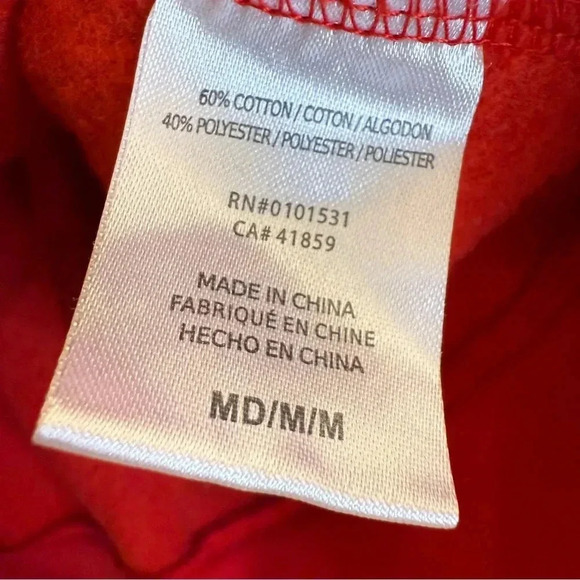 60% COTTON / COTON / ALGODON
40% POLYESTER / POLYESTER / POLIESTER
RN#0101531
CA# 41859
MADE IN CHINA
FABRIQUÉ EN CHINE
HECHO EN CHINA
MD/M/M